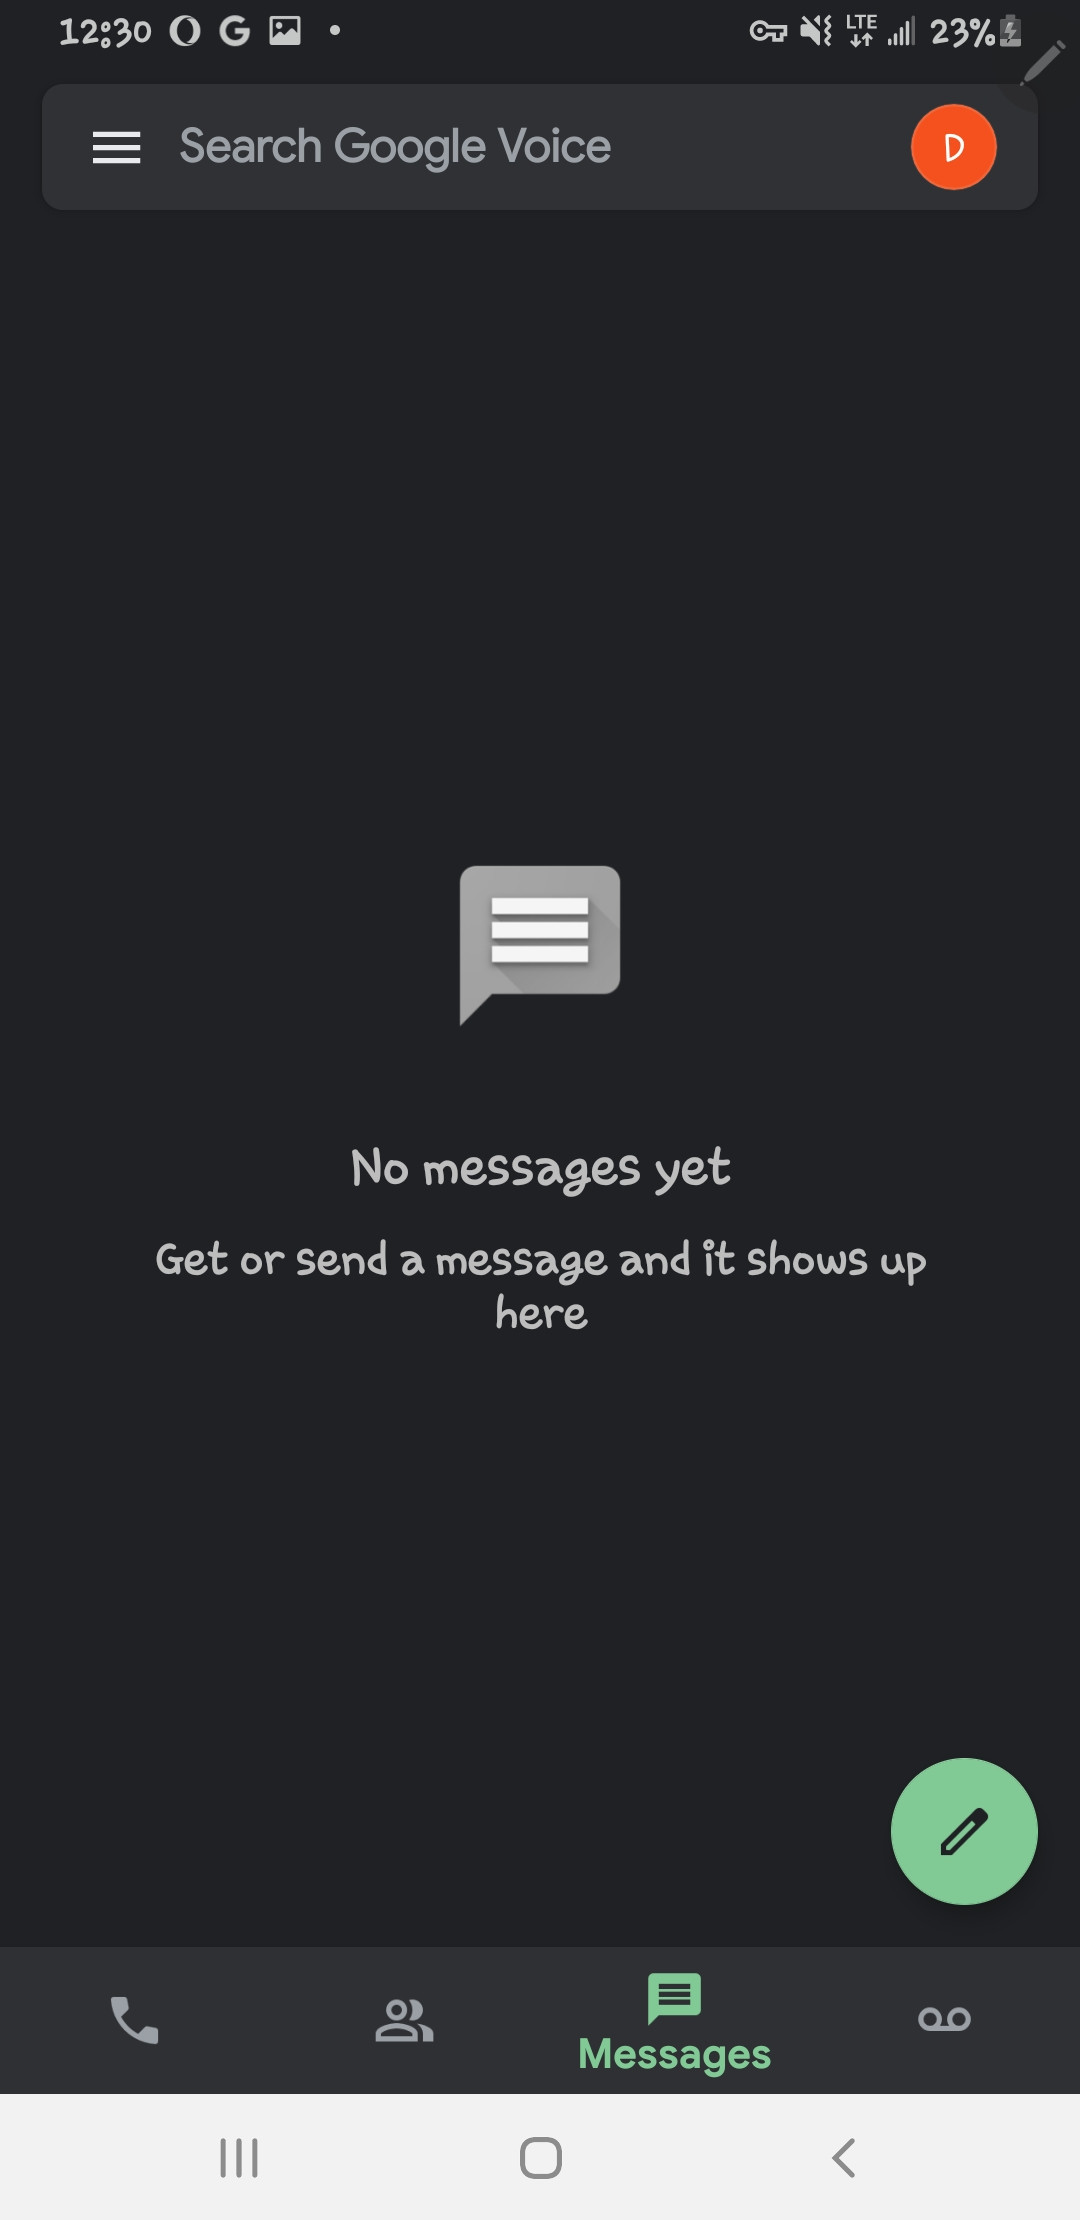 12:30
LTE
23%
Search Google Voice
D
No messages yet
Get or send a message and it shows up
here
Messages